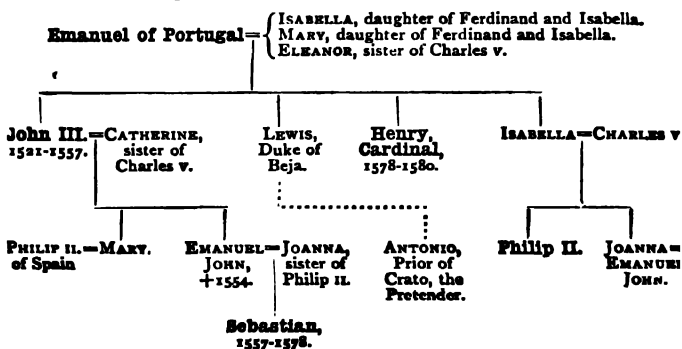 Emanuel of Portugal=
ISABELLA, daughter of Ferdinand and Isabella.
MARY, daughter of Ferdinand and Isabella.
ELEANOR, sister of Charles V.
John III.=CATHERINE,
1521-1557. sister of
Charles V.
LEWIS,
Duke of
Beja.
Henry,
Cardinal,
1578-1580.
ISABELLA=CHARLES V
PHILIP II.=MARY.
of Spain
EMANUEL=JOANNA,
JOHN, sister of
+1554. Philip II.
ANTONIO,
Prior of
Crato, the
Pretender.
Philip II.
JOANNA=
EMANUE
JOHN.
Sebastian,
1557-1578.